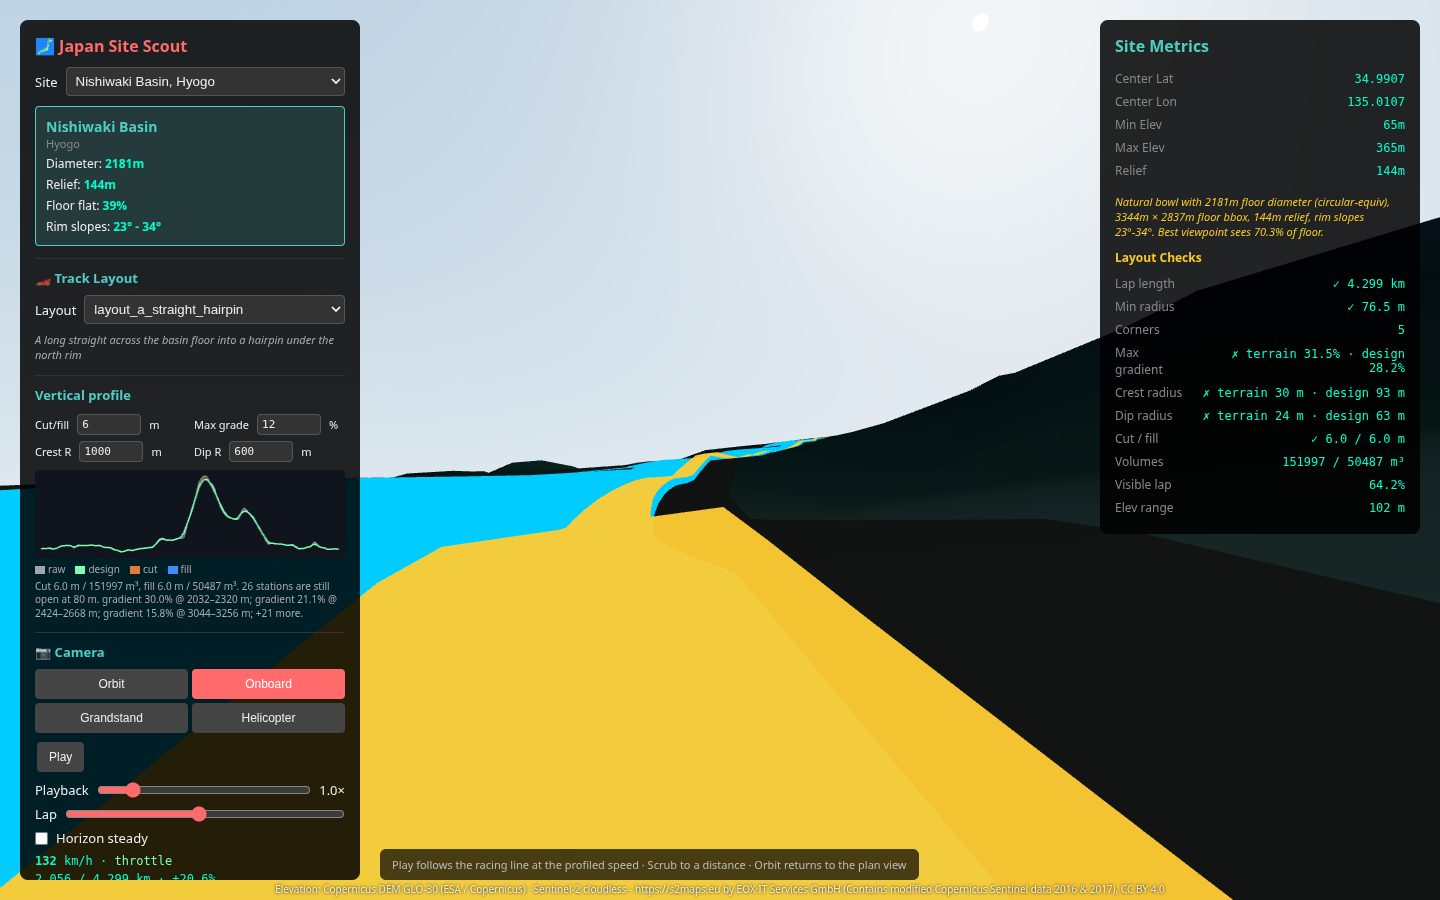 🗾 Japan Site Scout
Site Nishiwaki Basin, Hyogo
Nishiwaki Basin
Hyogo
Diameter: 2181m
Relief: 144m
Floor flat: 39%
Rim slopes: 23° - 34°
🏎️ Track Layout
Layout layout_a_straight_hairpin
A long straight across the basin floor into a hairpin under the
north rim
Vertical profile
Cut/fill 6 m Max grade 12 %
Crest R 1000 m Dip R 600 m
raw design cut fill
Cut 6.0 m / 151997 m³, fill 6.0 m / 50487 m³. 26 stations are still
open at 80 m. gradient 30.0% @ 2032–2320 m; gradient 21.1% @
2424–2668 m; gradient 15.8% @ 3044–3256 m; +21 more.
📷 Camera
Orbit Onboard
Grandstand Helicopter
Play
Playback 1.0×
Lap
Horizon steady
132 km/h · throttle
2.056 / 4.299 km · +20.6%
Site Metrics
Center Lat 34.9907
Center Lon 135.0107
Min Elev 65m
Max Elev 365m
Relief 144m
Natural bowl with 2181m floor diameter (circular-equiv),
3344m × 2837m floor bbox, 144m relief, rim slopes
23°-34°. Best viewpoint sees 70.3% of floor.
Layout Checks
Lap length ✓ 4.299 km
Min radius ✓ 76.5 m
Corners 5
Max gradient ✗ terrain 31.5% · design
28.2%
Crest radius ✗ terrain 30 m · design 93 m
Dip radius ✗ terrain 24 m · design 63 m
Cut / fill ✓ 6.0 / 6.0 m
Volumes 151997 / 50487 m³
Visible lap 64.2%
Elev range 102 m
Play follows the racing line at the profiled speed · Scrub to a distance · Orbit returns to the plan view
Elevation: Copernicus DEM GLO-30 (ESA / Copernicus) · Sentinel-2 cloudless - https://s2maps.eu by EOX IT Services GmbH (Contains modified Copernicus Sentinel data 2016 & 2017), CC BY 4.0